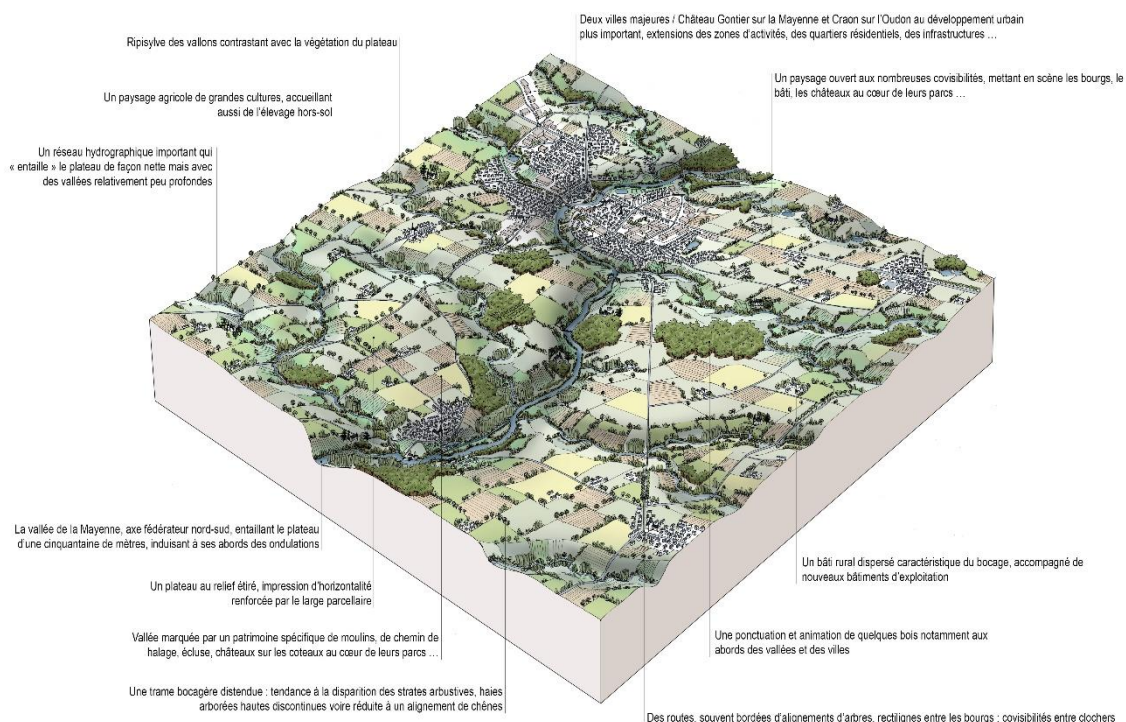 Deux villes majeures / Château Gontier sur la Mayenne et Craon sur l'Oudon au développement urbain
plus important, extensions des zones d'activités, des quartiers résidentiels, des infrastructures ...
Ripisylve des vallons contrastant avec la végétation du plateau
Un paysage ouvert aux nombreuses covisibilités, mettant en scène les bourgs, le
bâti, les châteaux au cœur de leurs parcs ...
Un paysage agricole de grandes cultures, accueillant
aussi de l'élevage hors-sol
Un réseau hydrographique important qui
« entaille » le plateau de façon nette mais avec
des vallées relativement peu profondes
La vallée de la Mayenne, axe fédérateur nord-sud, entaillant le plateau
d'une cinquantaine de mètres, induisant à ses abords des ondulations
Un bâti rural dispersé caractéristique du bocage, accompagné de
nouveaux bâtiments d'exploitation
Un plateau au relief étiré, impression d'horizontalité
renforcée par le large parcellaire
Vallée marquée par un patrimoine spécifique de moulins, de chemin de
halage, écluse, châteaux sur les coteaux au cœur de leurs parcs ...
Une ponctuation et animation de quelques bois notamment aux
abords des vallées et des villes
Une trame bocagère distendue : tendance à la disparition des strates arbustives, haies
arborées hautes discontinues voire réduite à un alignement de chênes
Des routes, souvent bordées d'alignements d'arbres, rectilignes entre les bourgs : covisibilités entre clochers